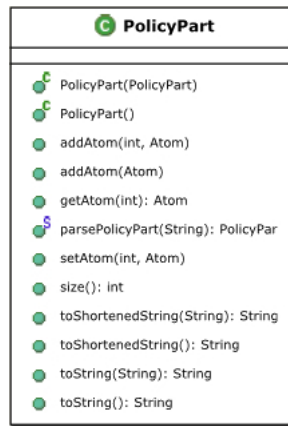 C PolicyPart
C PolicyPart(PolicyPart)
C PolicyPart()
addAtom(int, Atom)
addAtom(Atom)
getAtom(int): Atom
S parsePolicyPart(String): PolicyPar
setAtom(int, Atom)
size(): int
toShortenedString(String): String
toShortenedString(): String
toString(String): String
toString(): String